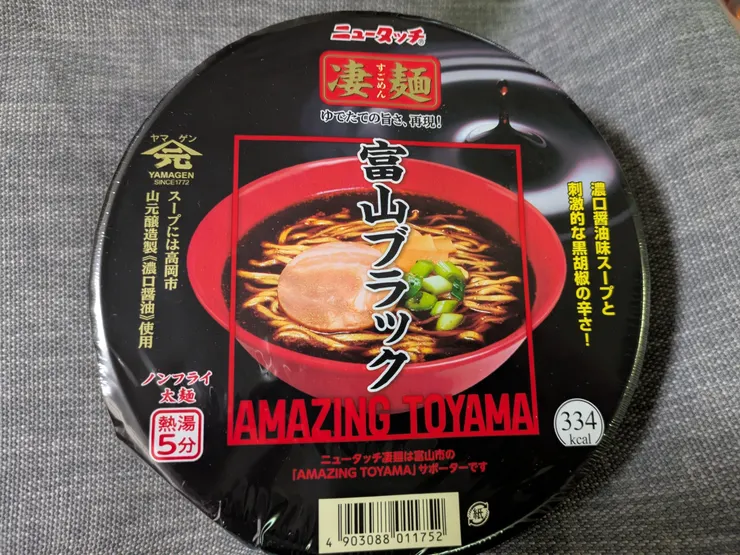 ニュータッチ
凄麺
すごめん
ゆでたての旨さ、再現!
ヤマ ゲン
元
YAMAGEN
SINCE1772
富山ブラック
濃口醤油味スープと
刺激的な黒胡椒の辛さ!
スープには高岡市
山元醸造製《濃口醤油》使用
ノンフライ
太麺
熱湯
5分
AMAZING TOYAMA
334
kcal
ニュータッチ凄麺は富山市の
「AMAZING TOYAMA」サポーターです
紙
4 903088 011752